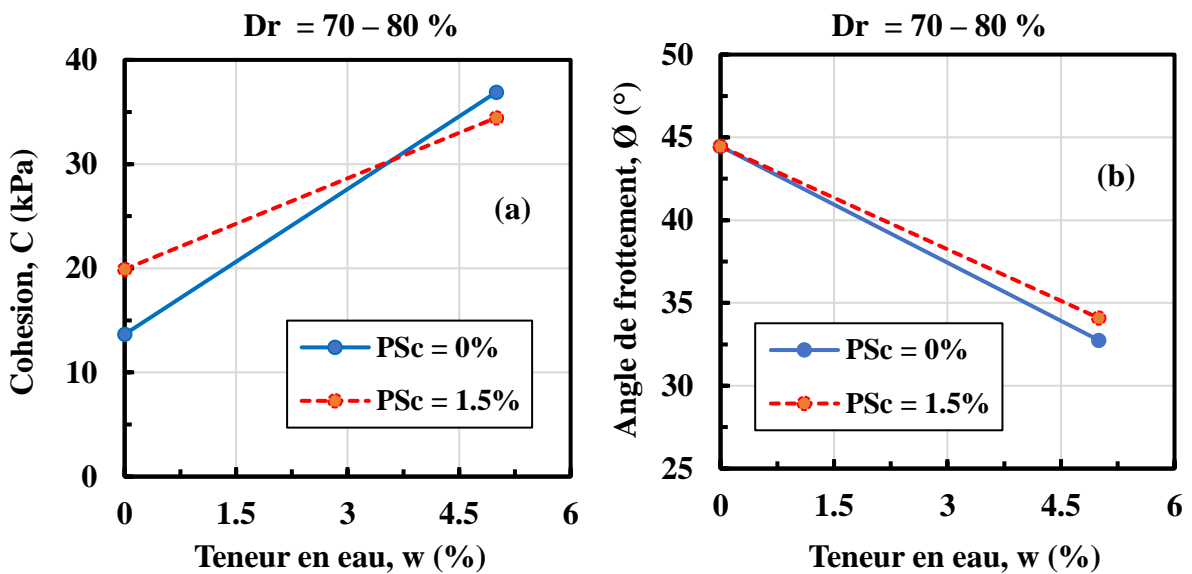 Dr = 70 – 80 %
Cohesion, C (kPa)
40
30
20
10
0
(a)
PSc = 0%
PSc = 1.5%
0 1.5 3 4.5 6
Teneur en eau, w (%)
Dr = 70 – 80 %
Angle de frottement, Ø (°)
50
45
40
35
30
25
(b)
PSc = 0%
PSc = 1.5%
0 1.5 3 4.5 6
Teneur en eau, w (%)